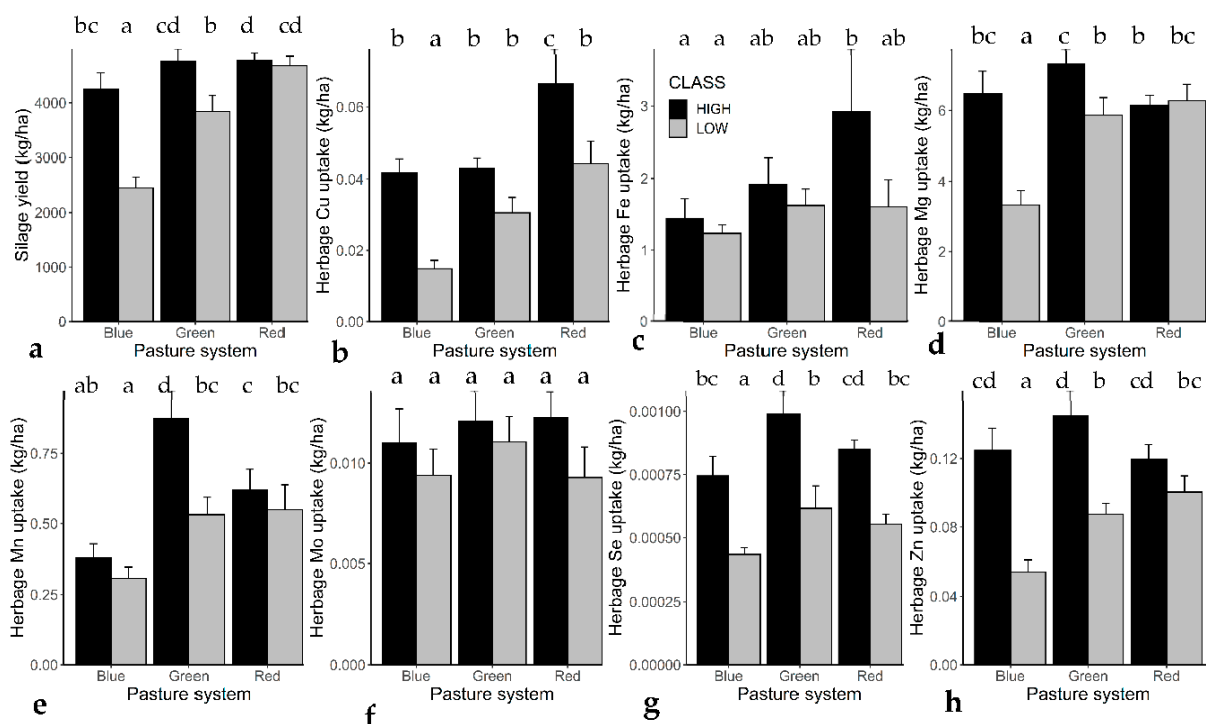 bc a cd b d cd
Silage yield (kg/ha)
4000
3000
2000
1000
0
Blue Green Red
Pasture system
a
b a b b c b
Herbage Cu uptake (kg/ha)
0.06
0.04
0.02
0.00
Blue Green Red
Pasture system
b
a a ab ab b ab
Herbage Fe uptake (kg/ha)
3
2
1
0
CLASS
HIGH
LOW
Blue Green Red
Pasture system
c
bc a c b b bc
Herbage Mg uptake (kg/ha)
6
4
2
0
Blue Green Red
Pasture system
d
ab a d bc c bc
Herbage Mn uptake (kg/ha)
0.75
0.50
0.25
0.00
Blue Green Red
Pasture system
e
a a a a a a
Herbage Mo uptake (kg/ha)
0.010
0.005
0.000
Blue Green Red
Pasture system
f
bc a d b cd bc
Herbage Se uptake (kg/ha)
0.00100
0.00075
0.00050
0.00025
0.00000
Blue Green Red
Pasture system
g
cd a d b cd bc
Herbage Zn uptake (kg/ha)
0.12
0.08
0.04
0.00
Blue Green Red
Pasture system
h